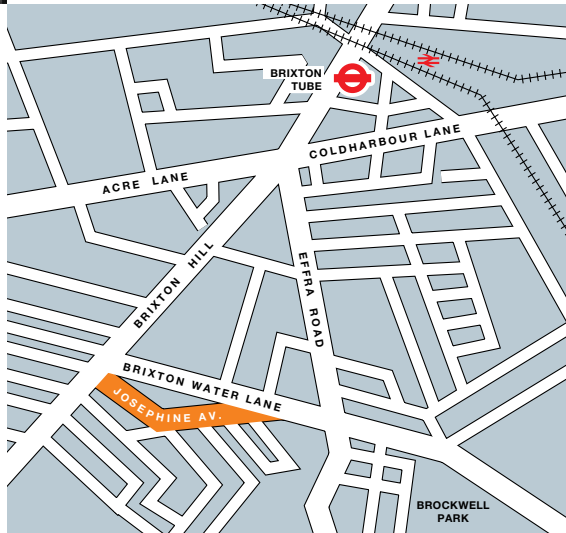 BRIXTON
TUBE
COLDHARBOUR LANE
ACRE LANE
BRIXTON HILL
EFFRA ROAD
BRIXTON WATER LANE
JOSEPHINE AV.
BROCKWELL
PARK